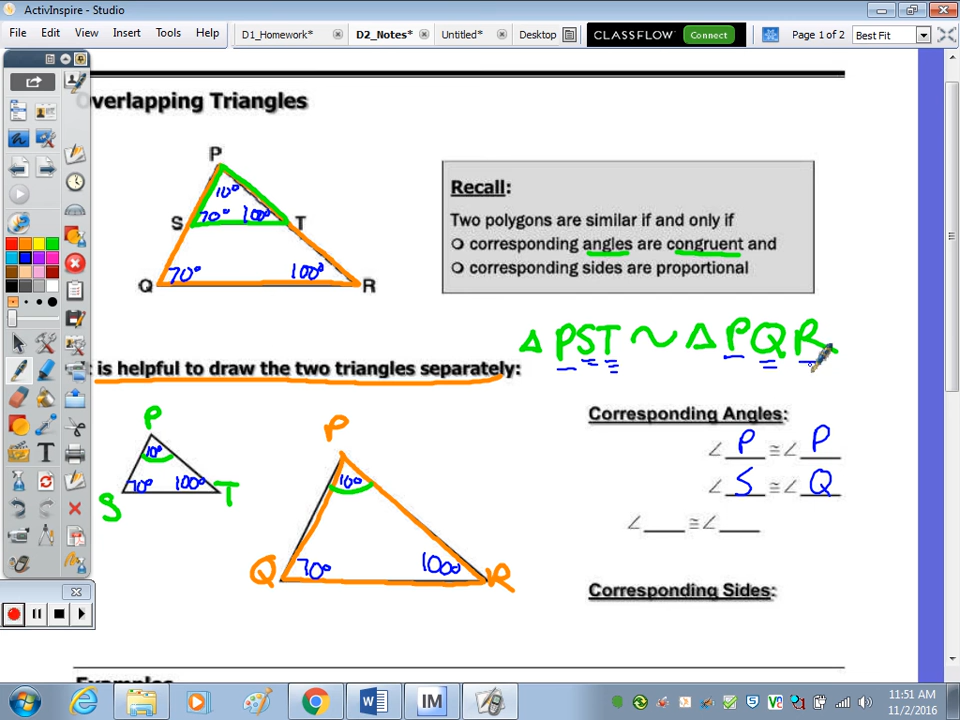 ActivInspire - Studio
File Edit View Insert Tools Help
D1_Homework* D2_Notes* Untitled* Desktop CLASSFLOW Connect Page 1 of 2 Best Fit
verlapping Triangles
P
10°
S 70° 100° T
Q 70° 100° R
Recall:
Two polygons are similar if and only if
corresponding angles are congruent and
corresponding sides are proportional
Δ PST ~ Δ PQR
t is helpful to draw the two triangles separately:
P
10°
70° 100°
S T
P
10°
Q 70° 100° R
Corresponding Angles:
∠ P ≅ ∠ P
∠ S ≅ ∠ Q
∠ ____ ≅ ∠ ____
Corresponding Sides:
11:51 AM
11/2/2016